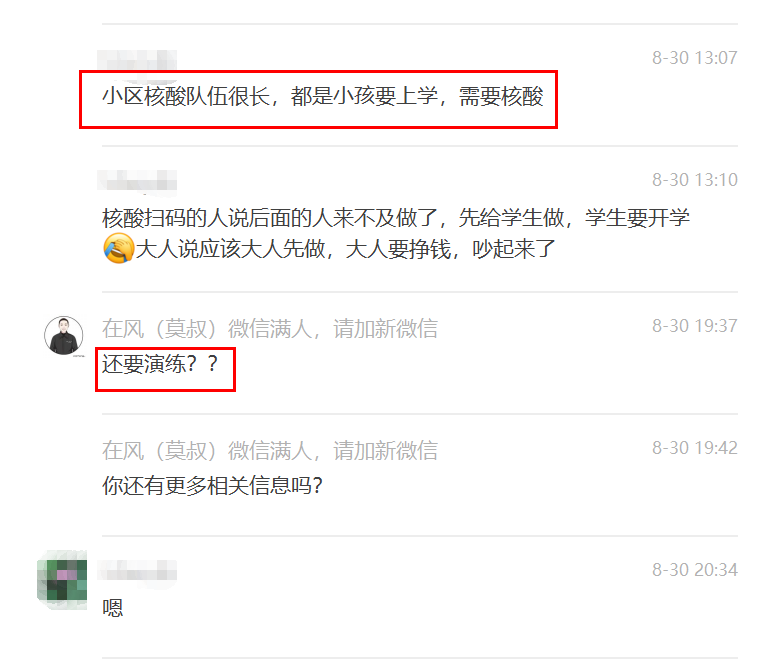 8-30 13:07
小区核酸队伍很长，都是小孩要上学，需要核酸
8-30 13:10
核酸扫码的人说后面的人来不及做了，先给学生做，学生要开学
🤣大人说应该大人先做，大人要挣钱，吵起来了
在风（莫叔）微信满人，请加新微信
8-30 19:37
还要演练？？
在风（莫叔）微信满人，请加新微信
8-30 19:42
你还有更多相关信息吗?
8-30 20:34
嗯